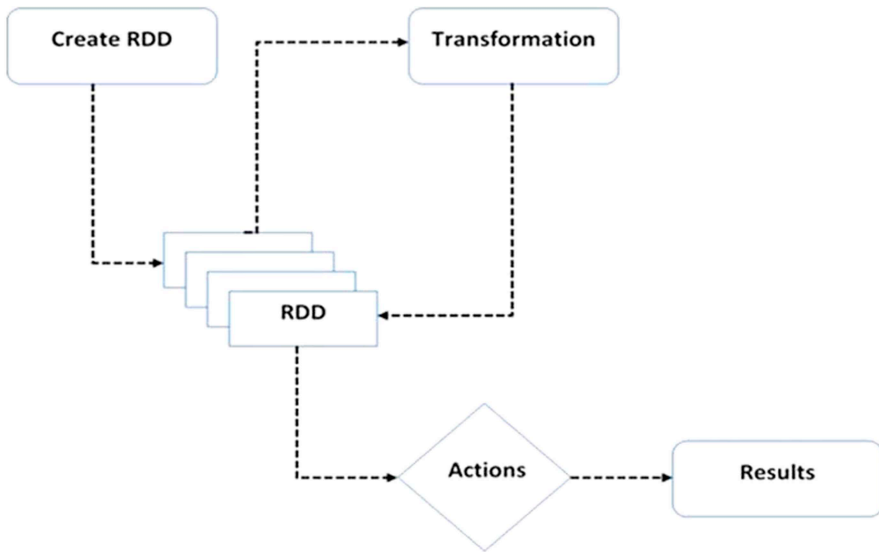 Create RDD
Transformation
RDD
Actions
Results